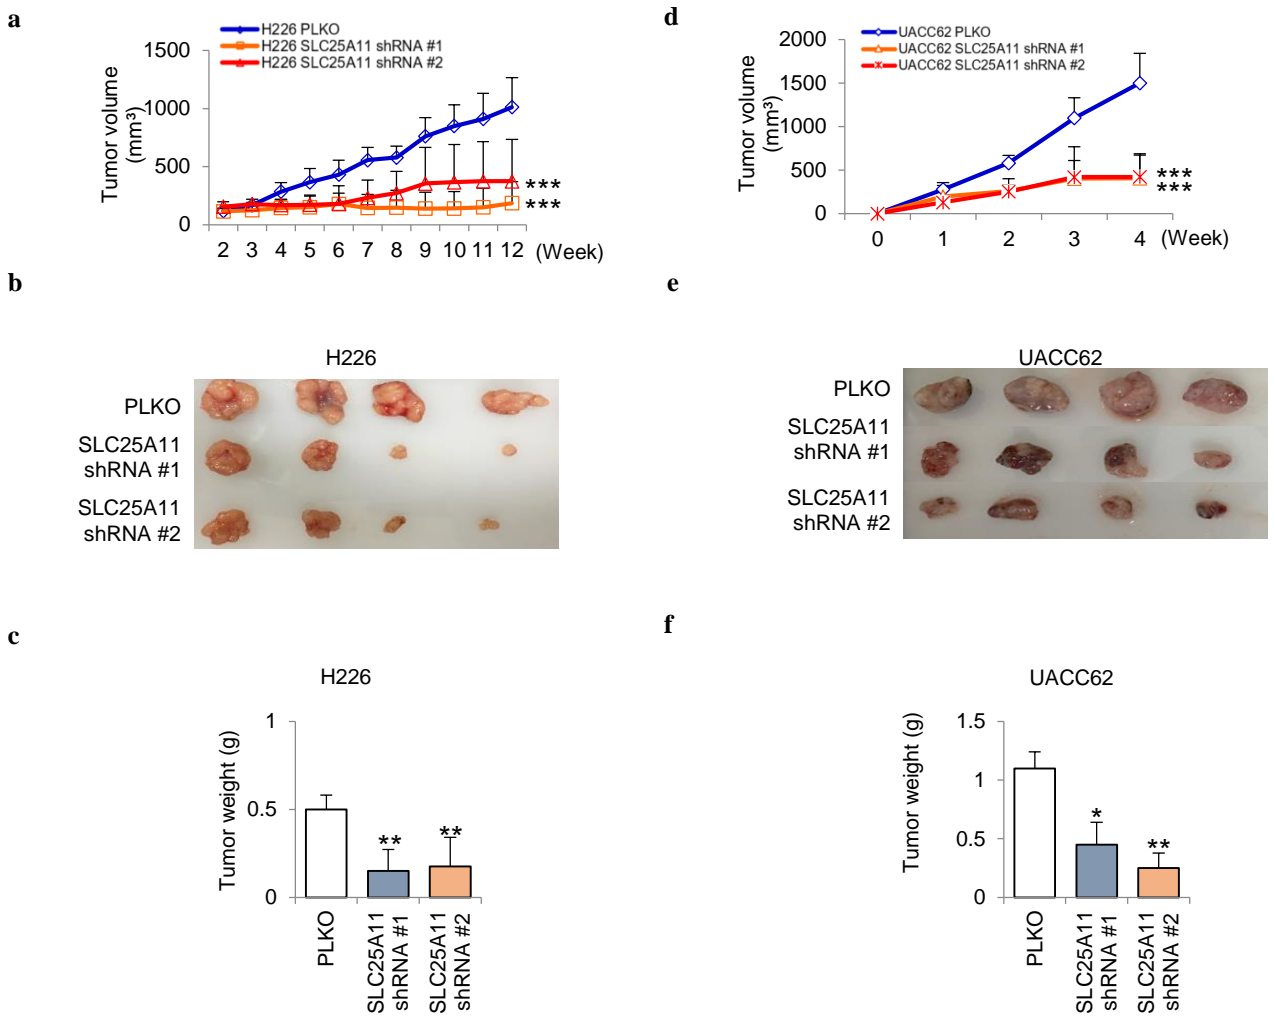 a
H226 PLKO
H226 SLC25A11 shRNA #1
H226 SLC25A11 shRNA #2
Tumor volume
(mm³)
1500
1000
500
0
***
***
2 3 4 5 6 7 8 9 10 11 12 (Week)
d
UACC62 PLKO
UACC62 SLC25A11 shRNA #1
UACC62 SLC25A11 shRNA #2
Tumor volume
(mm³)
2000
1500
1000
500
0
***
***
0 1 2 3 4 (Week)
b
H226
PLKO
SLC25A11
shRNA #1
SLC25A11
shRNA #2
e
UACC62
PLKO
SLC25A11
shRNA #1
SLC25A11
shRNA #2
c
H226
Tumor weight (g)
1
0.5
0
**
**
PLKO
SLC25A11
shRNA #1
SLC25A11
shRNA #2
f
UACC62
Tumor weight (g)
1.5
1
0.5
0
*
**
PLKO
SLC25A11
shRNA #1
SLC25A11
shRNA #2